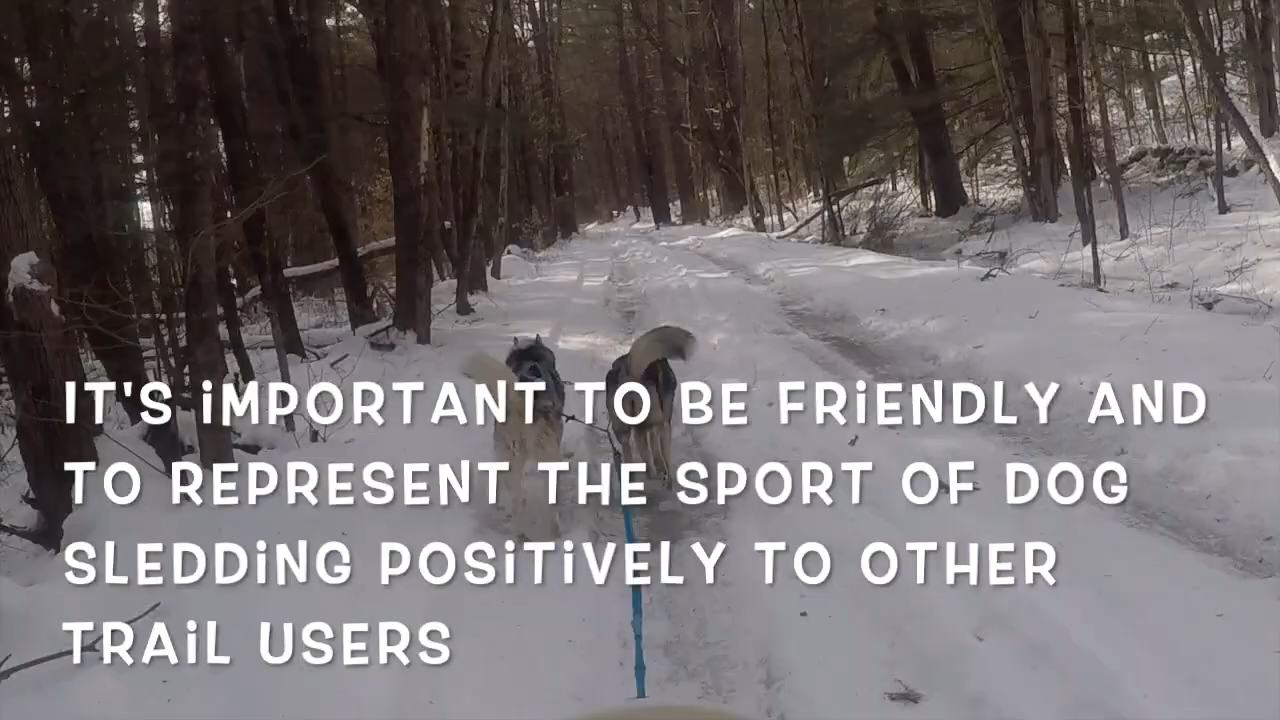 IT'S iMPORTANT TO BE FRiENDLY AND
TO REPRESENT THE SPORT OF DOG
SLEDDiNG POSiTiVELY TO OTHER
TRAiL USERS